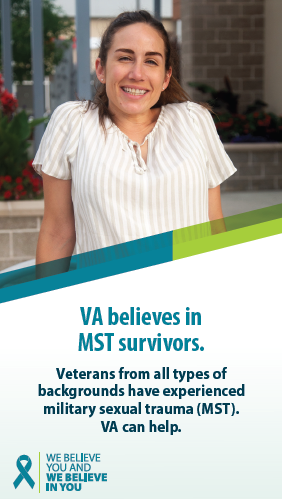 VA believes in
MST survivors.
Veterans from all types of
backgrounds have experienced
military sexual trauma (MST).
VA can help.
WE BELIEVE
YOU AND
WE BELIEVE
IN YOU